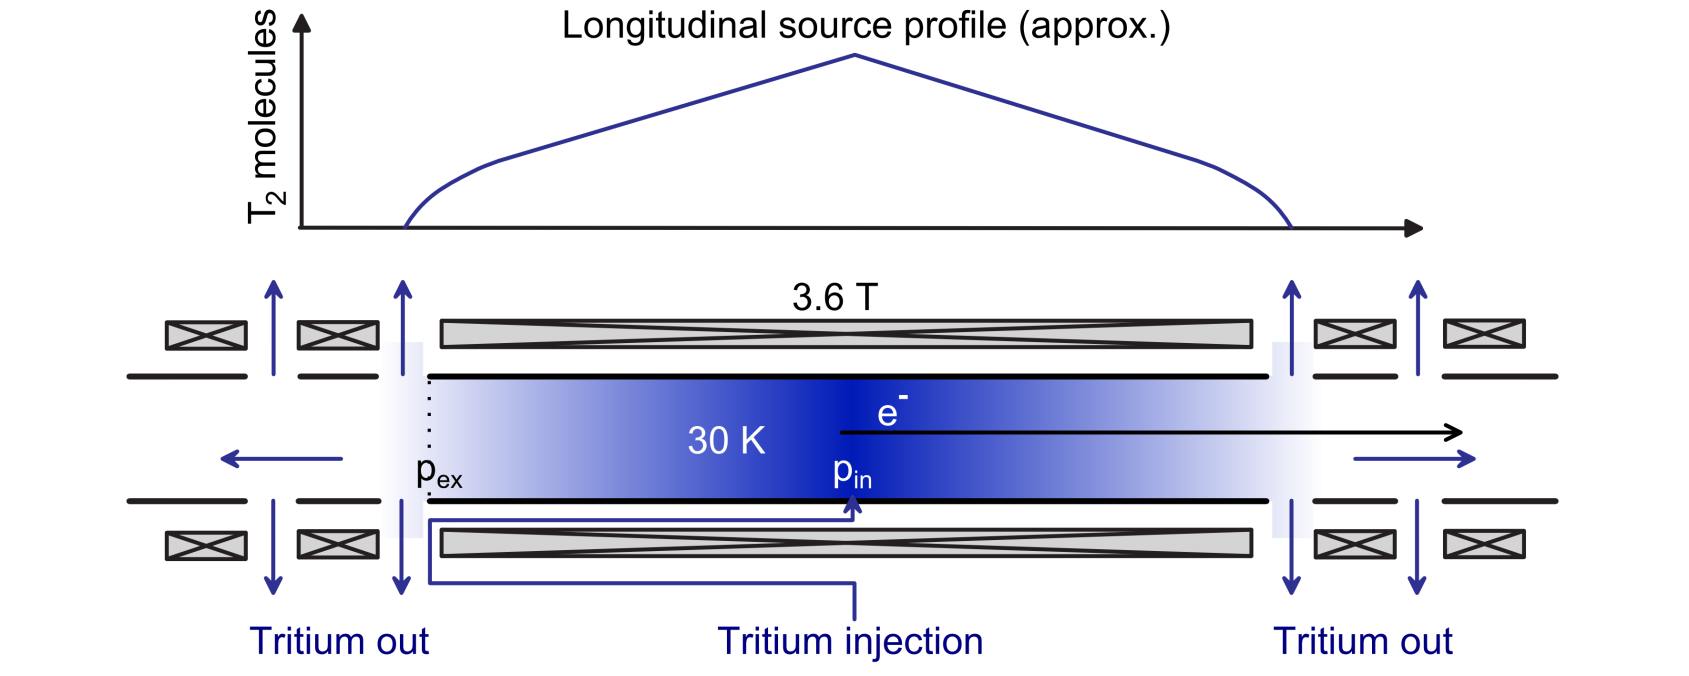 Longitudinal source profile (approx.)
T₂ molecules
3.6 T
e⁻
30 K
pₑₓ
pᵢₙ
Tritium out
Tritium injection
Tritium out